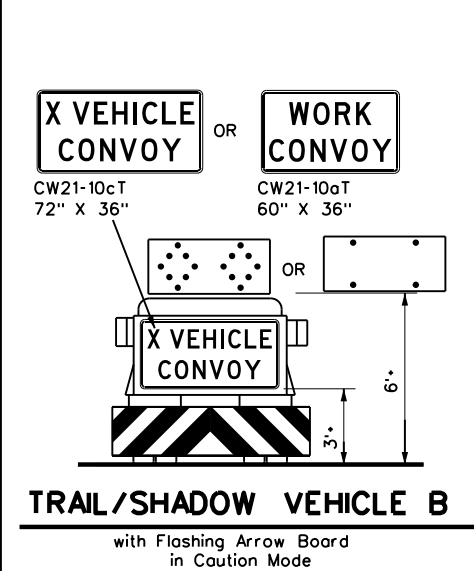 X VEHICLE
CONVOY
OR
WORK
CONVOY
CW21-10cT
72" X 36"
CW21-10aT
60" X 36"
OR
X VEHICLE
CONVOY
6'+
3'+
TRAIL/SHADOW VEHICLE B
with Flashing Arrow Board
in Caution Mode